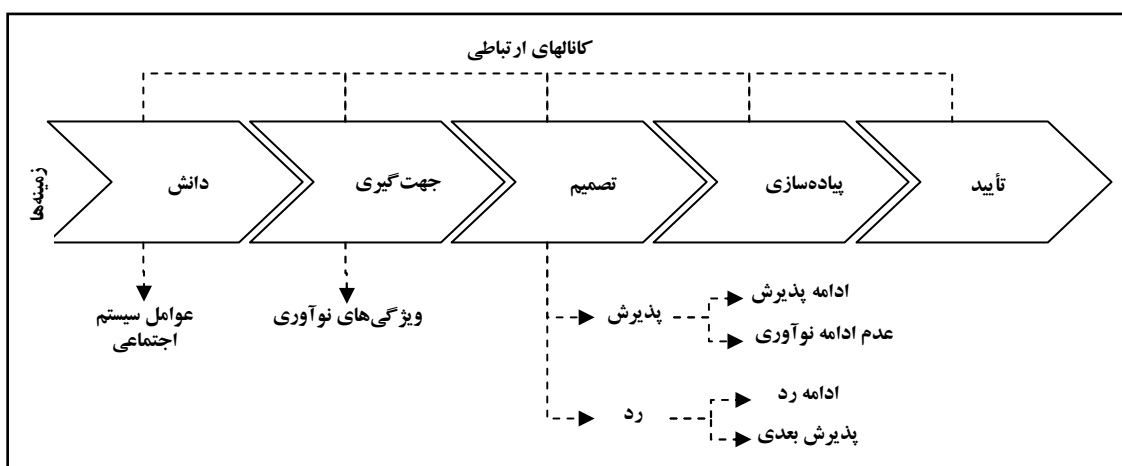 کانالهای ارتباطی
زمینه‌ها
دانش
جهت‌گیری
تصمیم
پیاده‌سازی
تأیید
عوامل سیستم
اجتماعی
ویژگی‌های نوآوری
پذیرش
ادامه پذیرش
عدم ادامه نوآوری
رد
ادامه رد
پذیرش بعدی